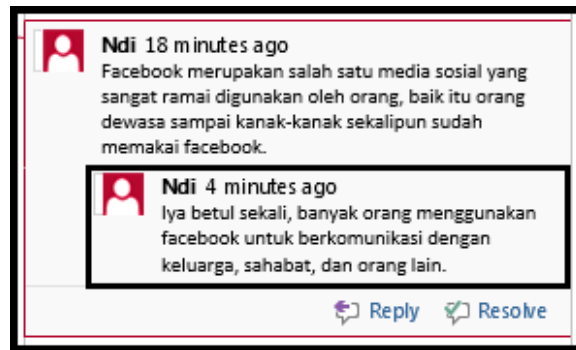 Ndi 18 minutes ago
Facebook merupakan salah satu media sosial yang
sangat ramai digunakan oleh orang, baik itu orang
dewasa sampai kanak-kanak sekalipun sudah
memakai facebook.
Ndi 4 minutes ago
Iya betul sekali, banyak orang menggunakan
facebook untuk berkomunikasi dengan
keluarga, sahabat, dan orang lain.
Reply Resolve